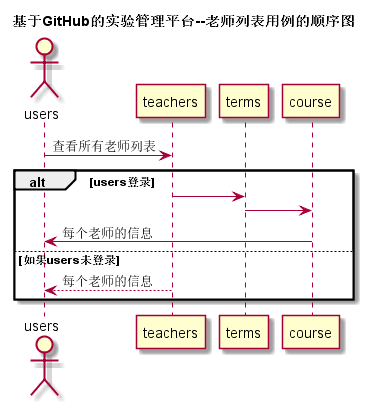 基于GitHub的实验管理平台--老师列表用例的顺序图
users
teachers
terms
course
查看所有老师列表
alt
[users登录]
每个老师的信息
[如果users未登录]
每个老师的信息
users
teachers
terms
course